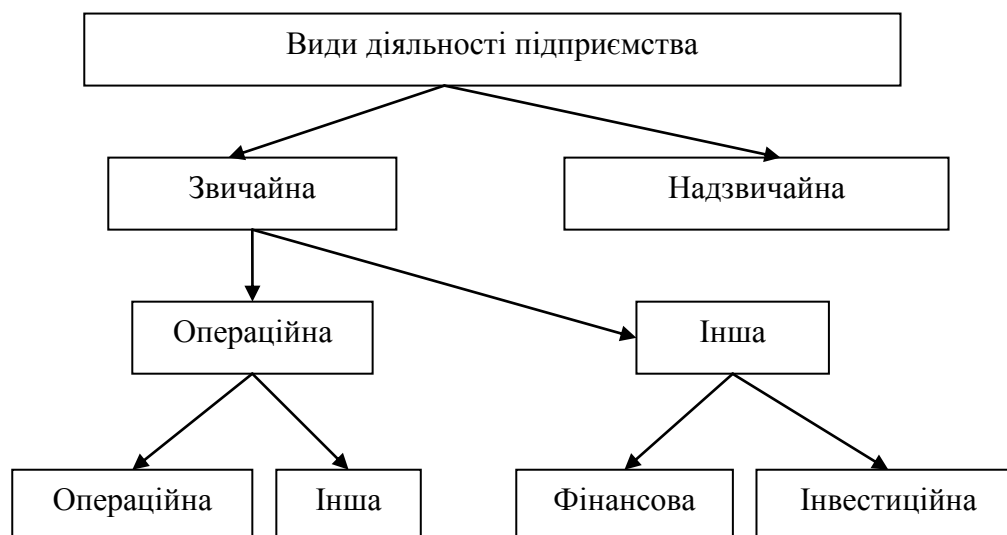 Види діяльності підприємства
Звичайна
Надзвичайна
Операційна
Інша
Операційна
Інша
Фінансова
Інвестиційна